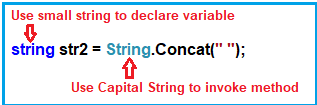 Use small string to declare variable
string str2 = String.Concat(" ");
Use Capital String to invoke method